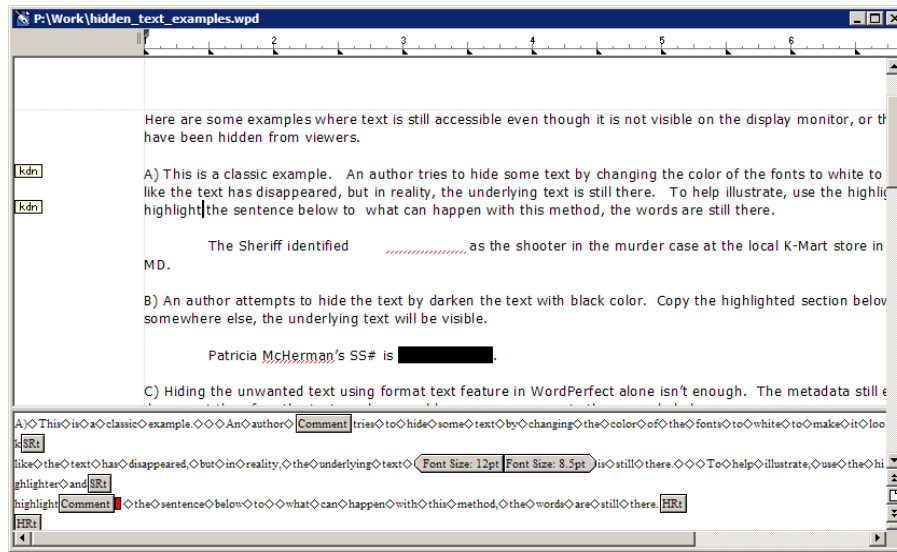 P:\Work\hidden_text_examples.wpd
2 3 4 5 6
Here are some examples where text is still accessible even though it is not visible on the display monitor, or th
have been hidden from viewers.
kdn
A) This is a classic example. An author tries to hide some text by changing the color of the fonts to white to
like the text has disappeared, but in reality, the underlying text is still there. To help illustrate, use the highlig
kdn
highlight the sentence below to what can happen with this method, the words are still there.
The Sheriff identified as the shooter in the murder case at the local K-Mart store in
MD.
B) An author attempts to hide the text by darken the text with black color. Copy the highlighted section below
somewhere else, the underlying text will be visible.
Patricia McHerman's SS# is .
C) Hiding the unwanted text using format text feature in WordPerfect alone isn't enough. The metadata still e
A)◇This◇is◇a◇classic◇example.◇◇◇An◇author◇ Comment tries◇to◇hide◇some◇text◇by◇changing◇the◇color◇of◇the◇fonts◇to◇white◇to◇make◇it◇loo
k SRt
like◇the◇text◇has◇disappeared,◇but◇in◇reality,◇the◇underlying◇text◇ Font Size: 12pt Font Size: 8.5pt ◇is◇still◇there.◇◇◇To◇help◇illustrate,◇use◇the◇hi
ghlighter◇and SRt
highlight Comment ◇the◇sentence◇below◇to◇◇what◇can◇happen◇with◇this◇method,◇the◇words◇are◇still◇there. HRt
HRt